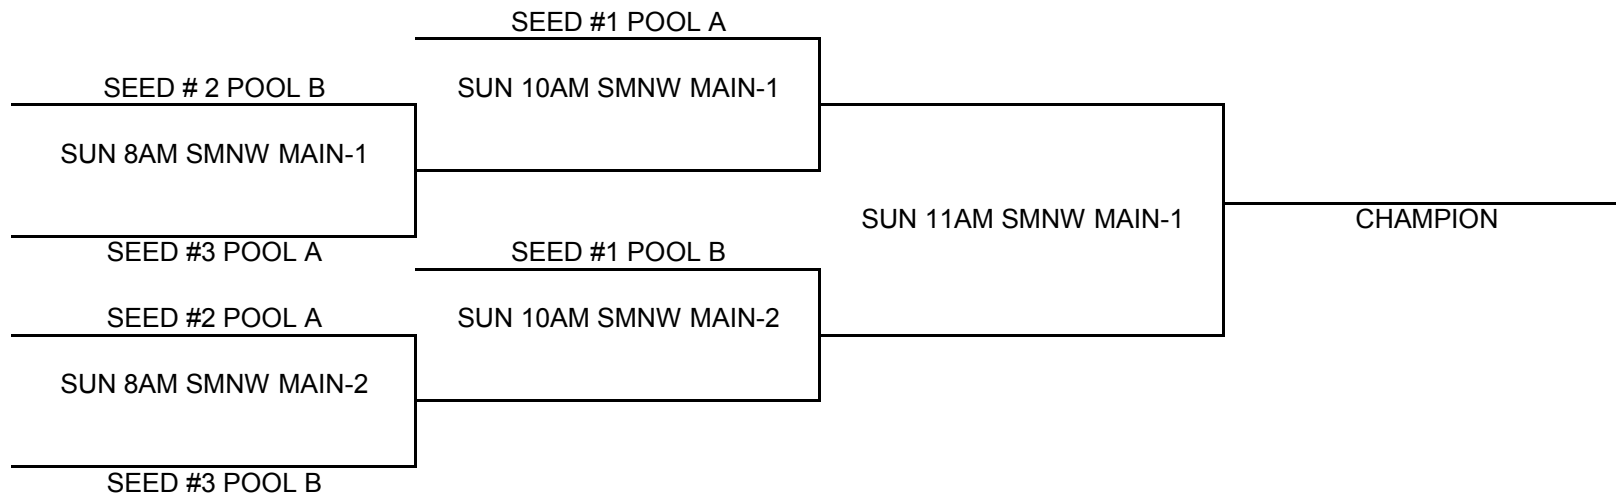 SEED #1 POOL A
SEED # 2 POOL B
SUN 10AM SMNW MAIN-1
SUN 8AM SMNW MAIN-1
SUN 11AM SMNW MAIN-1
CHAMPION
SEED #3 POOL A
SEED #1 POOL B
SEED #2 POOL A
SUN 10AM SMNW MAIN-2
SUN 8AM SMNW MAIN-2
SEED #3 POOL B